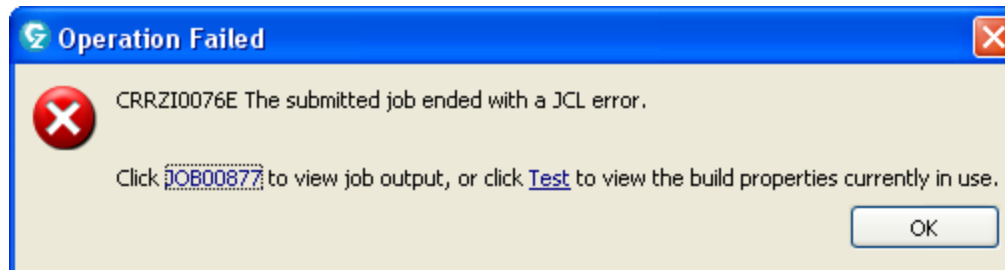 Operation Failed
CRRZI0076E The submitted job ended with a JCL error.
Click JOB00877 to view job output, or click Test to view the build properties currently in use.
OK